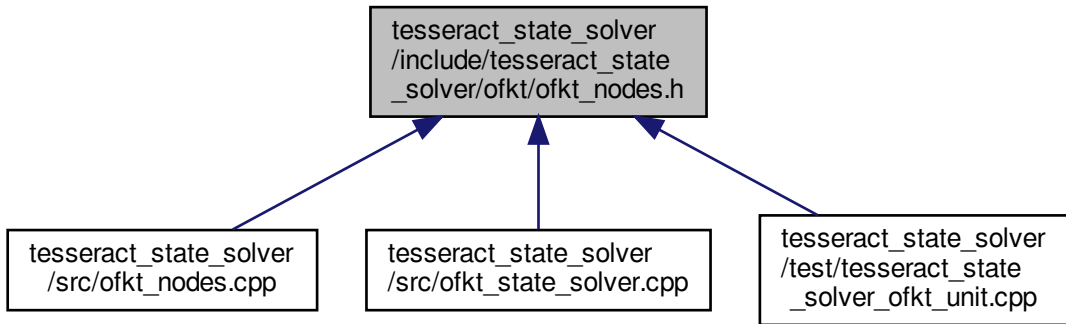 tesseract_state_solver
/include/tesseract_state
_solver/ofkt/ofkt_nodes.h
tesseract_state_solver
/src/ofkt_nodes.cpp
tesseract_state_solver
/src/ofkt_state_solver.cpp
tesseract_state_solver
/test/tesseract_state
_solver_ofkt_unit.cpp